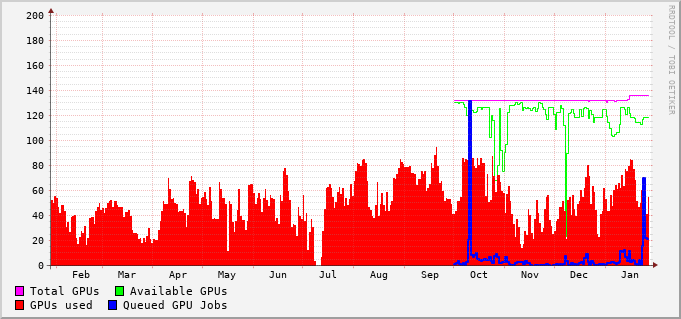 200
180
160
140
120
100
80
60
40
20
0
Feb Mar Apr May Jun Jul Aug Sep Oct Nov Dec Jan
Total GPUs Available GPUs
GPUs used Queued GPU Jobs
RRDTOOL / TOBI OETIKER